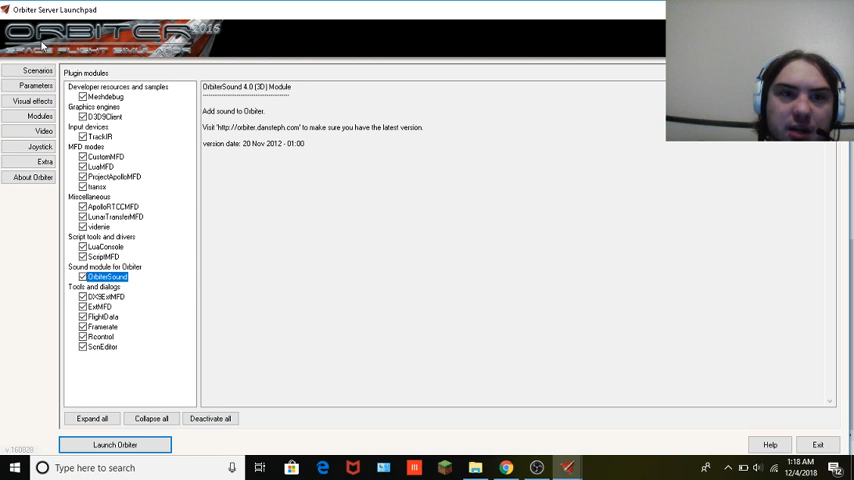 Orbiter Server Launchpad
ORBITER 2016
SPACE FLIGHT SIMULATOR
Scenarios
Parameters
Visual effects
Modules
Video
Joystick
Extra
About Orbiter
Plugin modules
Developer resources and samples
Meshdebug
Graphics engines
D3D9Client
Input devices
TrackIR
MFD modes
CustomMFD
LuaMFD
ProjectApolloMFD
transx
Miscellaneous
ApolloRTCCMFD
LunarTransferMFD
videnie
Script tools and drivers
LuaConsole
ScriptMFD
Sound module for Orbiter
OrbiterSound
Tools and dialogs
DX9ExtMFD
ExtMFD
FlightData
Framerate
Rcontrol
ScnEditor
OrbiterSound 4.0 (3D) Module
------------------------------------
Add sound to Orbiter.
Visit 'http://orbiter.dansteph.com' to make sure you have the latest version.
version date: 20 Nov 2012 - 01:00
Expand all
Collapse all
Deactivate all
v.160828
Launch Orbiter
Help
Exit
Type here to search
1:18 AM
12/4/2018
12